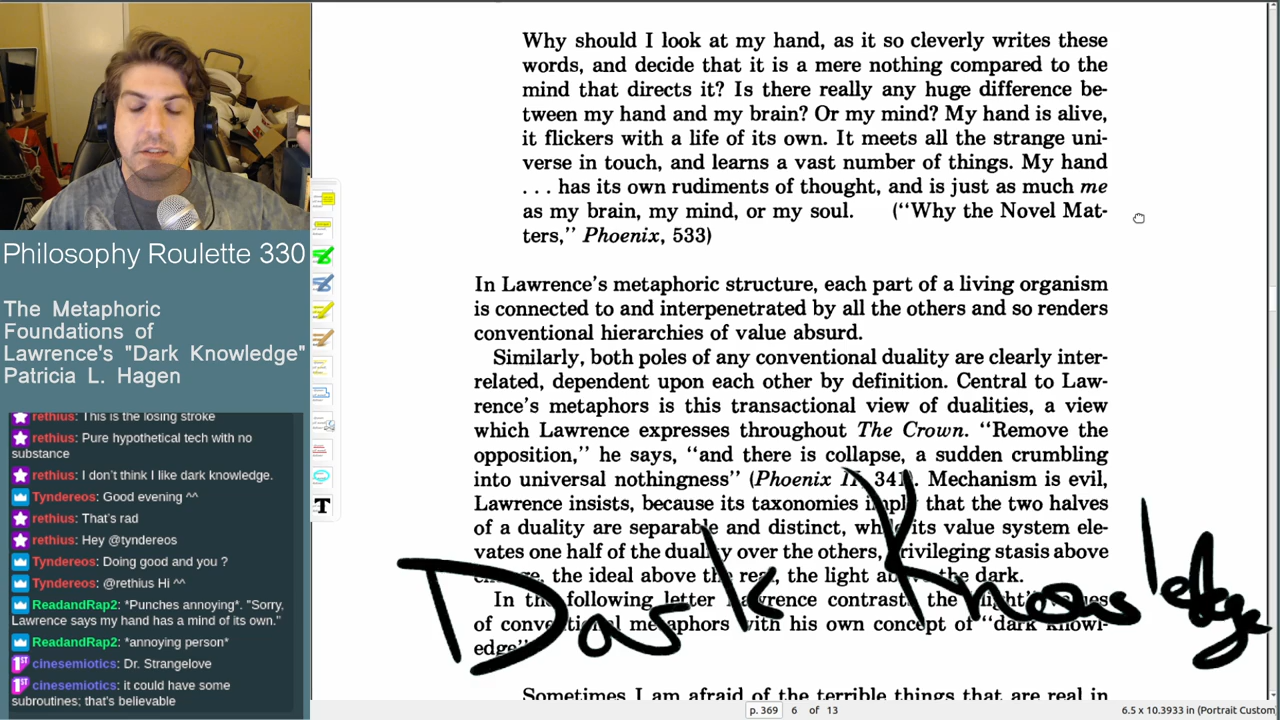 Why should I look at my hand, as it so cleverly writes these
words, and decide that it is a mere nothing compared to the
mind that directs it? Is there really any huge difference be-
tween my hand and my brain? Or my mind? My hand is alive,
it flickers with a life of its own. It meets all the strange uni-
verse in touch, and learns a vast number of things. My hand
. . . has its own rudiments of thought, and is just as much me
as my brain, my mind, or my soul. (“Why the Novel Mat-
ters,” Phoenix, 533)
In Lawrence’s metaphoric structure, each part of a living organism
is connected to and interpenetrated by all the others and so renders
conventional hierarchies of value absurd.
Similarly, both poles of any conventional duality are clearly inter-
related, dependent upon each other by definition. Central to Law-
rence’s metaphors is this transactional view of dualities, a view
which Lawrence expresses throughout The Crown. “Remove the
opposition,” he says, “and there is collapse, a sudden crumbling
into universal nothingness” (Phoenix II, 341). Mechanism is evil,
Lawrence insists, because its taxonomies imply that the two halves
of a duality are separable and distinct, while its value system ele-
vates one half of the duality over the others, privileging stasis above
change, the ideal above the real, the light above the dark.
In the following letter Lawrence contrasts the “light” values
of conventional metaphors with his own concept of “dark knowl-
edge”
Sometimes I am afraid of the terrible things that are real in
Dark Knowledge
Philosophy Roulette 330
The Metaphoric
Foundations of
Lawrence's "Dark Knowledge"
Patricia L. Hagen
rethius: This is the losing stroke
rethius: Pure hypothetical tech with no
substance
rethius: I don’t think I like dark knowledge.
Tyndereos: Good evening ^^
rethius: That’s rad
rethius: Hey @tyndereos
Tyndereos: Doing good and you ?
Tyndereos: @rethius Hi ^^
ReadandRap2: *Punches annoying*. "Sorry,
Lawrence says my hand has a mind of its own."
ReadandRap2: *annoying person*
cinesemiotics: Dr. Strangelove
cinesemiotics: it could have some
subroutines; that's believable
T
p. 369 6 of 13 6.5 x 10.3933 in (Portrait Custom